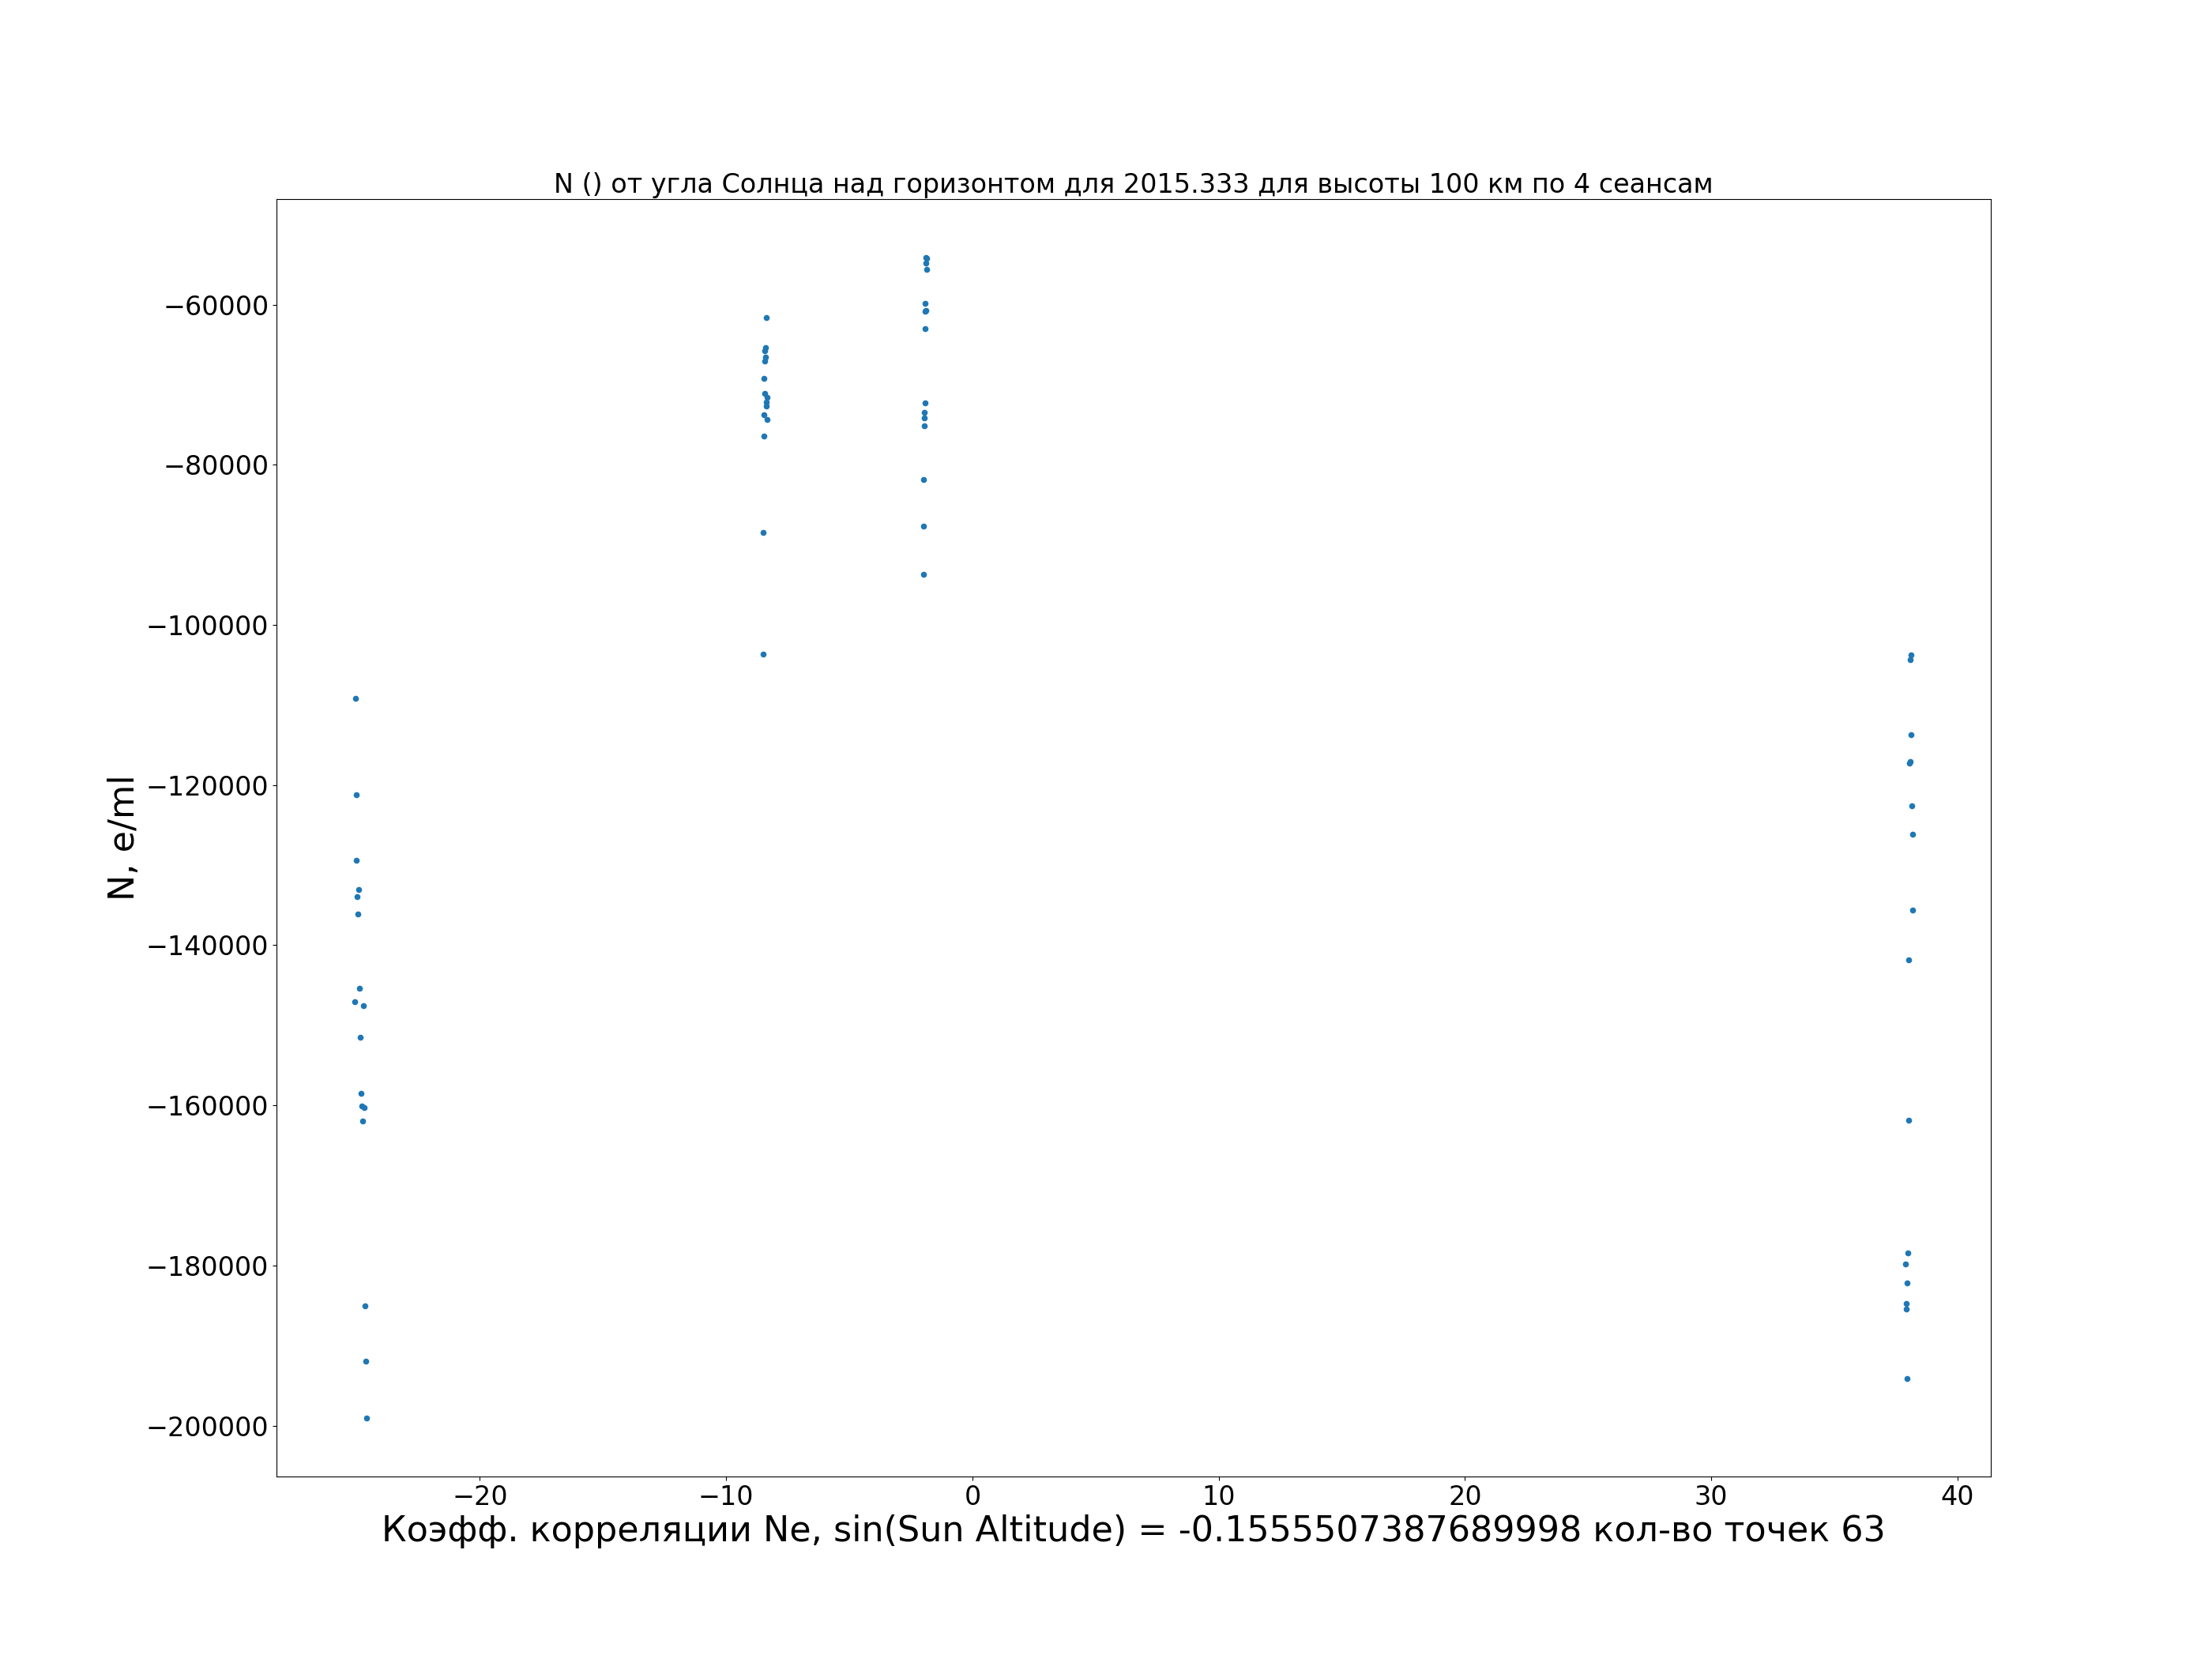 N () от угла Солнца над горизонтом для 2015.333 для высоты 100 км по 4 сеансам
N, e/ml
−60000
−80000
−100000
−120000
−140000
−160000
−180000
−200000
−20 −10 0 10 20 30 40
Коэфф. корреляции Ne, sin(Sun Altitude) = -0.1555507387689998 кол-во точек 63